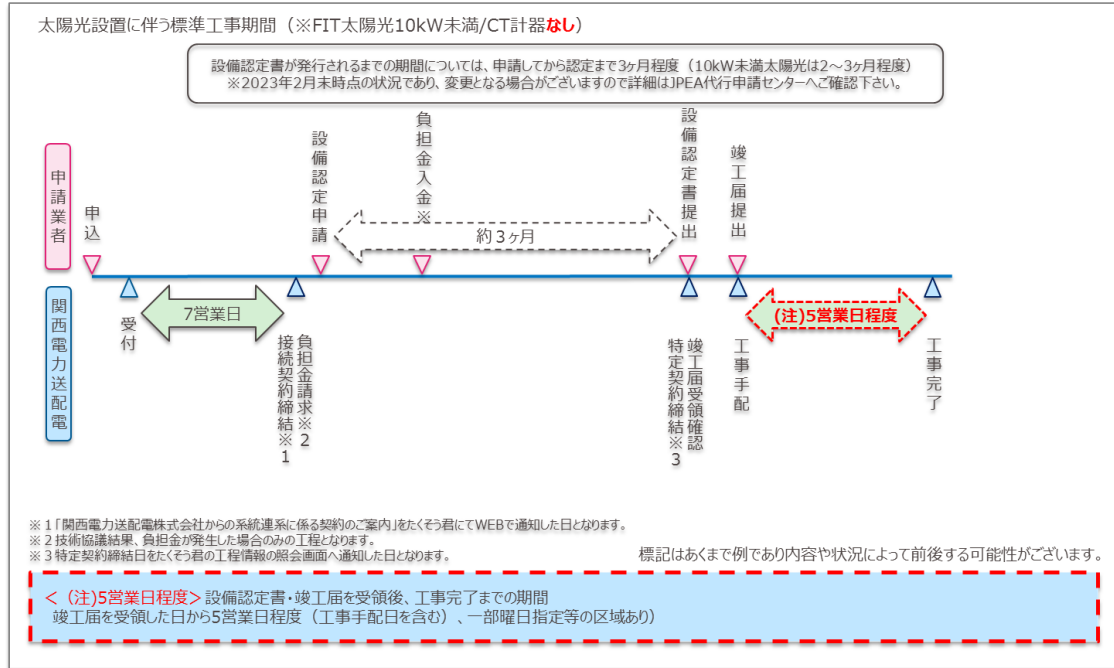 太陽光設置に伴う標準工事期間（※FIT太陽光10kW未満/CT計器なし）
設備認定書が発行されるまでの期間については、申請してから認定まで3ヶ月程度（10kW未満太陽光は2～3ヶ月程度）
※2023年2月末時点の状況であり、変更となる場合がございますので詳細はJPEA代行申請センターへご確認下さい。
申請業者
申込
設備認定申請
負担金入金※
設備認定書提出
竣工届提出
約３ヶ月
関西電力送配電
受付
7営業日
負担金請求※２
接続契約締結※１
竣工届受領確認
特定契約締結※３
工事手配
(注)5営業日程度
工事完了
※１「関西電力送配電株式会社からの系統連系に係る契約のご案内」をたくそう君にてWEBで通知した日となります。
※２技術協議結果、負担金が発生した場合のみの工程となります。
※３特定契約締結日をたくそう君の工程情報の照会画面へ通知した日となります。
標記はあくまで例であり内容や状況によって前後する可能性がございます。
＜（注)5営業日程度＞設備認定書・竣工届を受領後、工事完了までの期間
竣工届を受領した日から5営業日程度（工事手配日を含む）、一部曜日指定等の区域あり）